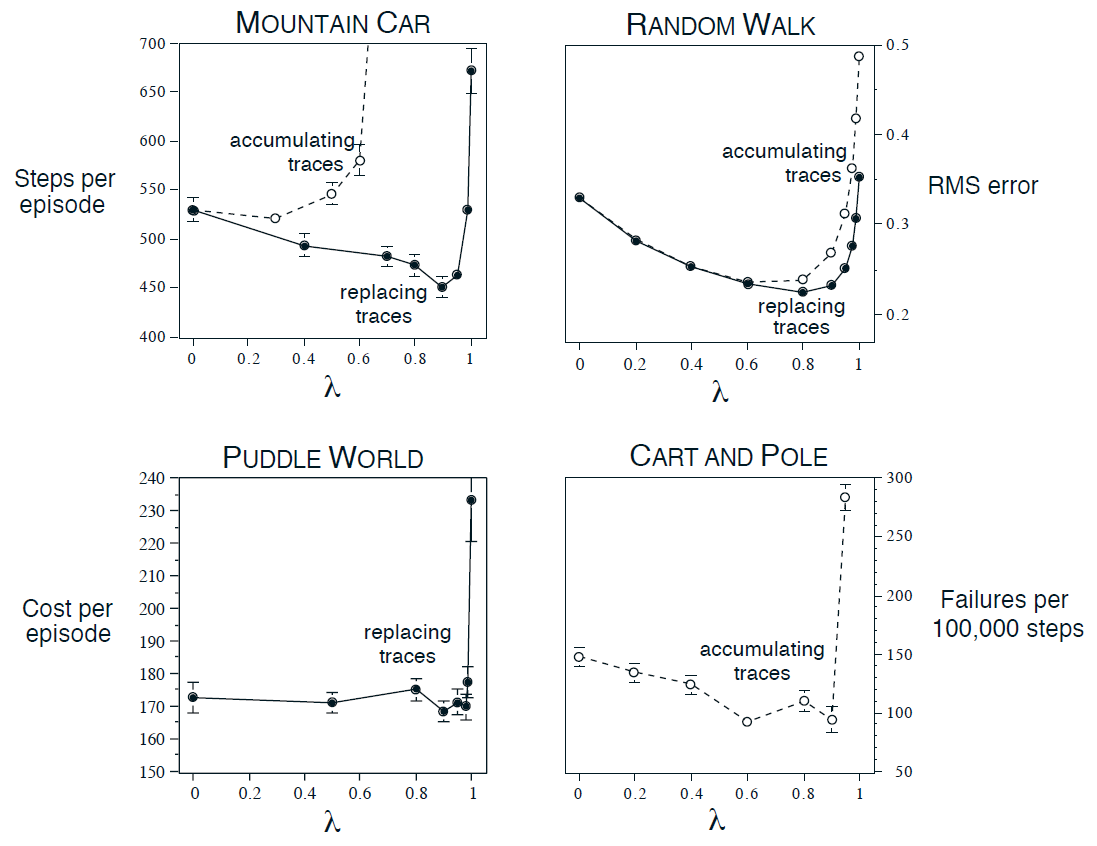 MOUNTAIN CAR
700
650
600
550
500
450
400
Steps per
episode
accumulating
traces
replacing
traces
0
0.2
0.4
0.6
0.8
1
λ
RANDOM WALK
0.5
0.4
0.3
0.2
RMS error
accumulating
traces
replacing
traces
0
0.2
0.4
0.6
0.8
1
λ
PUDDLE WORLD
240
230
220
210
200
190
180
170
160
150
Cost per
episode
replacing
traces
0
0.2
0.4
0.6
0.8
1
λ
CART AND POLE
300
250
200
150
100
50
Failures per
100,000 steps
accumulating
traces
0
0.2
0.4
0.6
0.8
1
λ